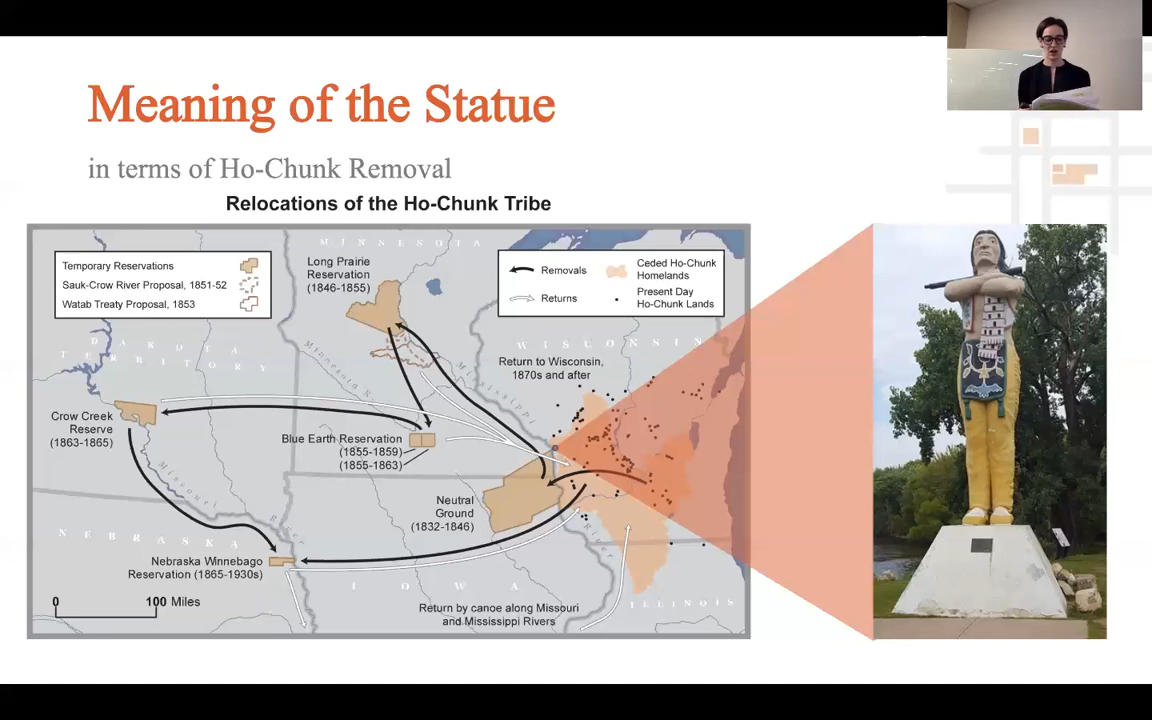 Meaning of the Statue
in terms of Ho-Chunk Removal
Relocations of the Ho-Chunk Tribe
Temporary Reservations
Sauk-Crow River Proposal, 1851-52
Watab Treaty Proposal, 1853
MINNESOTA
Long Prairie
Reservation
(1846-1855)
Removals
Returns
Ceded Ho-Chunk
Homelands
Present Day
Ho-Chunk Lands
DAKOTA
TERRITORY
Minnesota R.
Mississippi
WISCONSIN
Return to Wisconsin,
1870s and after
Crow Creek
Reserve
(1863-1865)
Blue Earth Reservation
(1855-1859)
(1855-1863)
Missouri
River
Neutral
Ground
(1832-1846)
River
NEBRASKA
Nebraska Winnebago
Reservation (1865-1930s)
IOWA
ILLINOIS
0 100 Miles
Return by canoe along Missouri
and Mississippi Rivers